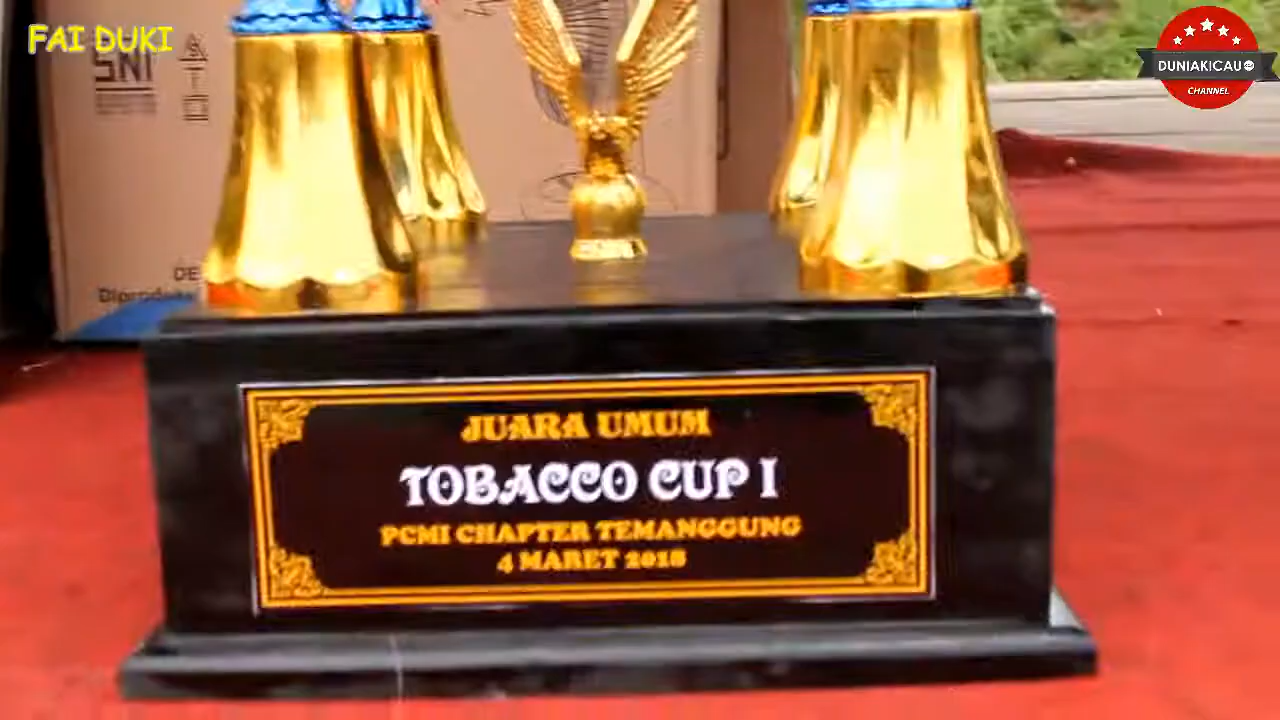 FAI DUKI
DUNIAKICAU
CHANNEL
SNI
JUARA UMUM
TOBACCO CUP I
PCMI CHAPTER TEMANGGUNG
4 MARET 2018